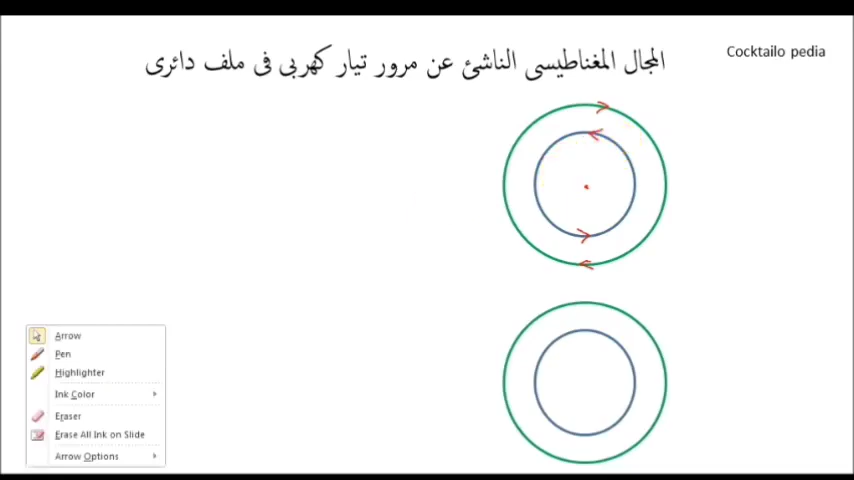 Cocktailo pedia
المجال المغناطيسى الناشئ عن مرور تيار كهربى فى ملف دائرى
Arrow
Pen
Highlighter
Ink Color
Eraser
Erase All Ink on Slide
Arrow Options